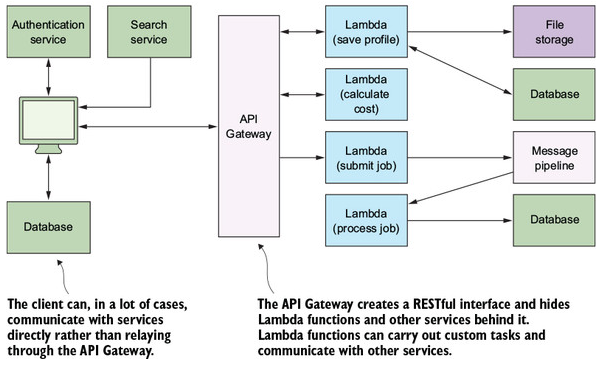 Authentication
service
Search
service
Database
API
Gateway
Lambda
(save profile)
Lambda
(calculate
cost)
Lambda
(submit job)
Lambda
(process job)
File
storage
Database
Message
pipeline
Database
The client can, in a lot of cases,
communicate with services
directly rather than relaying
through the API Gateway.
The API Gateway creates a RESTful interface and hides
Lambda functions and other services behind it.
Lambda functions can carry out custom tasks and
communicate with other services.